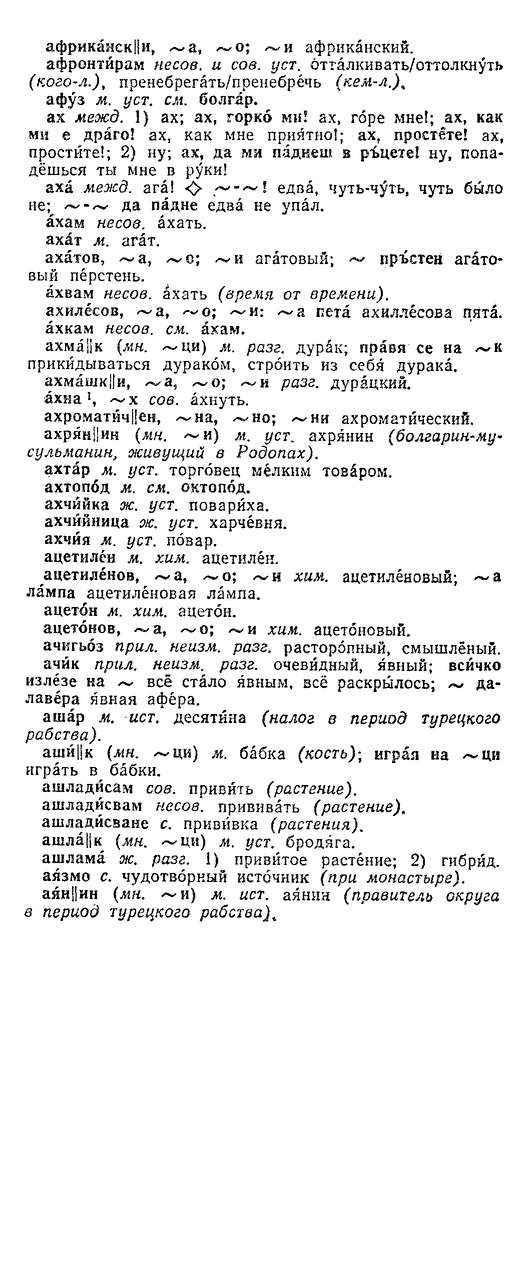 африка́нск||и, ~а, ~о; ~и африка́нский.
афронти́рам несов. и сов. уст. отта́лкивать/оттолкну́ть
(кого-л.), пренебрега́ть/пренебре́чь (кем-л.).
афу́з м. уст. см. болга́р.
ах межд. 1) ах; ах, горко́ ми! ах, го́ре мне!; ах, как
ми е дра́го! ах, как мне прия́тно!; ах, просте́те! ах,
прости́те!; 2) ну; ах, да ми па́днеш в ръце́те! ну, попа-
дёшься ты мне в ру́ки!
аха́ межд. ага́! ◇ ~-~! едва́, чуть-чу́ть, чуть бы́ло
не; ~-~ да па́дне едва́ не упа́л.
а́хам несов. а́хать.
аха́т м. ага́т.
аха́тов, ~а, ~о; ~и ага́товый; ~ пръ́стен ага́то-
вый пе́рстень.
а́хвам несов. а́хать (время от времени).
ахиле́сов, ~а, ~о; ~и: ~а пета́ ахилле́сова пята́.
а́хкам несов. см. а́хам.
ахма́||к (мн. ~ци) м. разг. дура́к; пра́вя се на ~к
прики́дываться дурако́м, стро́ить из себя́ дурака́.
ахма́шк||и, ~а, ~о; ~и разг. дура́цкий.
а́хна ¹, ~х сов. а́хнуть.
ахромати́ч||ен, ~на, ~но; ~ни ахромати́ческий.
ахря́н||ин (мн. ~и) м. уст. ахря́нин (болгарин-му-
сульманин, живущий в Родопах).
ахта́р м. уст. торго́вец ме́лким това́ром.
ахтопо́д м. см. октопо́д.
ахчи́йка ж. уст. повари́ха.
ахчи́йница ж. уст. харче́вня.
ахчи́я м. уст. по́вар.
ацетиле́н м. хим. ацетиле́н.
ацетиле́нов, ~а, ~о; ~и хим. ацетиле́новый; ~а
ла́мпа ацетиле́новая ла́мпа.
ацето́н м. хим. ацето́н.
ацето́нов, ~а, ~о; ~и хим. ацето́новый.
ачигьо́з прил. неизм. разг. расторо́пный, смышлёный.
ачи́к прил. неизм. разг. очеви́дный, я́вный; вси́чко
изле́зе на ~ всё ста́ло я́вным, всё раскры́лось; ~ да-
лаве́ра я́вная афе́ра.
аша́р м. ист. десяти́на (налог в период турецкого
рабства).
аши́||к (мн. ~ци) м. ба́бка (кость); игра́я на ~ци
игра́ть в ба́бки.
ашлади́сам сов. приви́ть (растение).
ашлади́свам несов. привива́ть (растение).
ашлади́сване с. приви́вка (растения).
ашла́||к (мн. ~ци) м. уст. бродя́га.
ашлама́ ж. разг. 1) приви́тое расте́ние; 2) гибри́д.
ая́змо с. чудотво́рный исто́чник (при монастыре).
ая́н||ин (мн. ~и) м. ист. ая́нин (правитель округа
в период турецкого рабства).